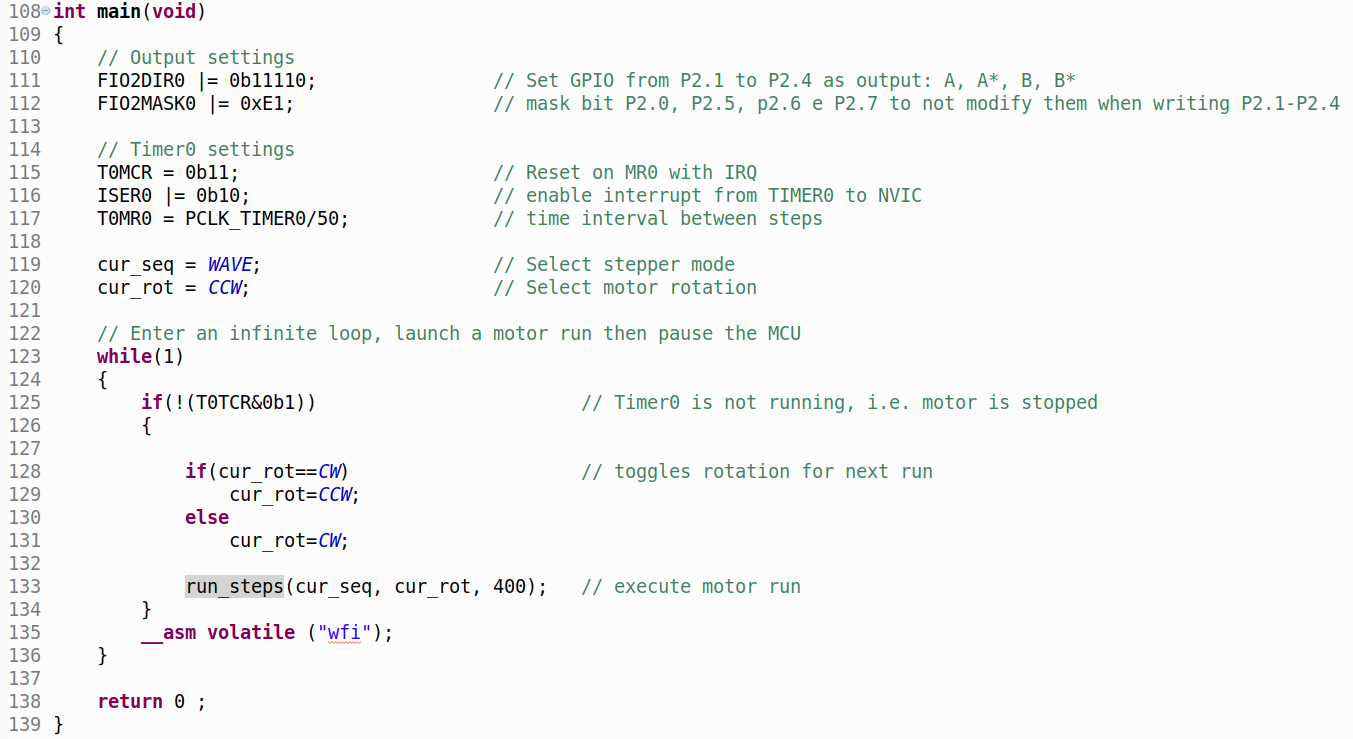 108 int main(void)
109 {
110     // Output settings
111     FIO2DIR0 |= 0b11110;                // Set GPIO from P2.1 to P2.4 as output: A, A*, B, B*
112     FIO2MASK0 |= 0xE1;                  // mask bit P2.0, P2.5, p2.6 e P2.7 to not modify them when writing P2.1-P2.4
113
114     // Timer0 settings
115     T0MCR = 0b11;                       // Reset on MR0 with IRQ
116     ISER0 |= 0b10;                      // enable interrupt from TIMER0 to NVIC
117     T0MR0 = PCLK_TIMER0/50;             // time interval between steps
118
119     cur_seq = WAVE;                     // Select stepper mode
120     cur_rot = CCW;                      // Select motor rotation
121
122     // Enter an infinite loop, launch a motor run then pause the MCU
123     while(1)
124     {
125         if(!(T0TCR&0b1))                        // Timer0 is not running, i.e. motor is stopped
126         {
127
128             if(cur_rot==CW)                     // toggles rotation for next run
129                 cur_rot=CCW;
130             else
131                 cur_rot=CW;
132
133             run_steps(cur_seq, cur_rot, 400);   // execute motor run
134         }
135         __asm volatile ("wfi");
136     }
137
138     return 0 ;
139 }